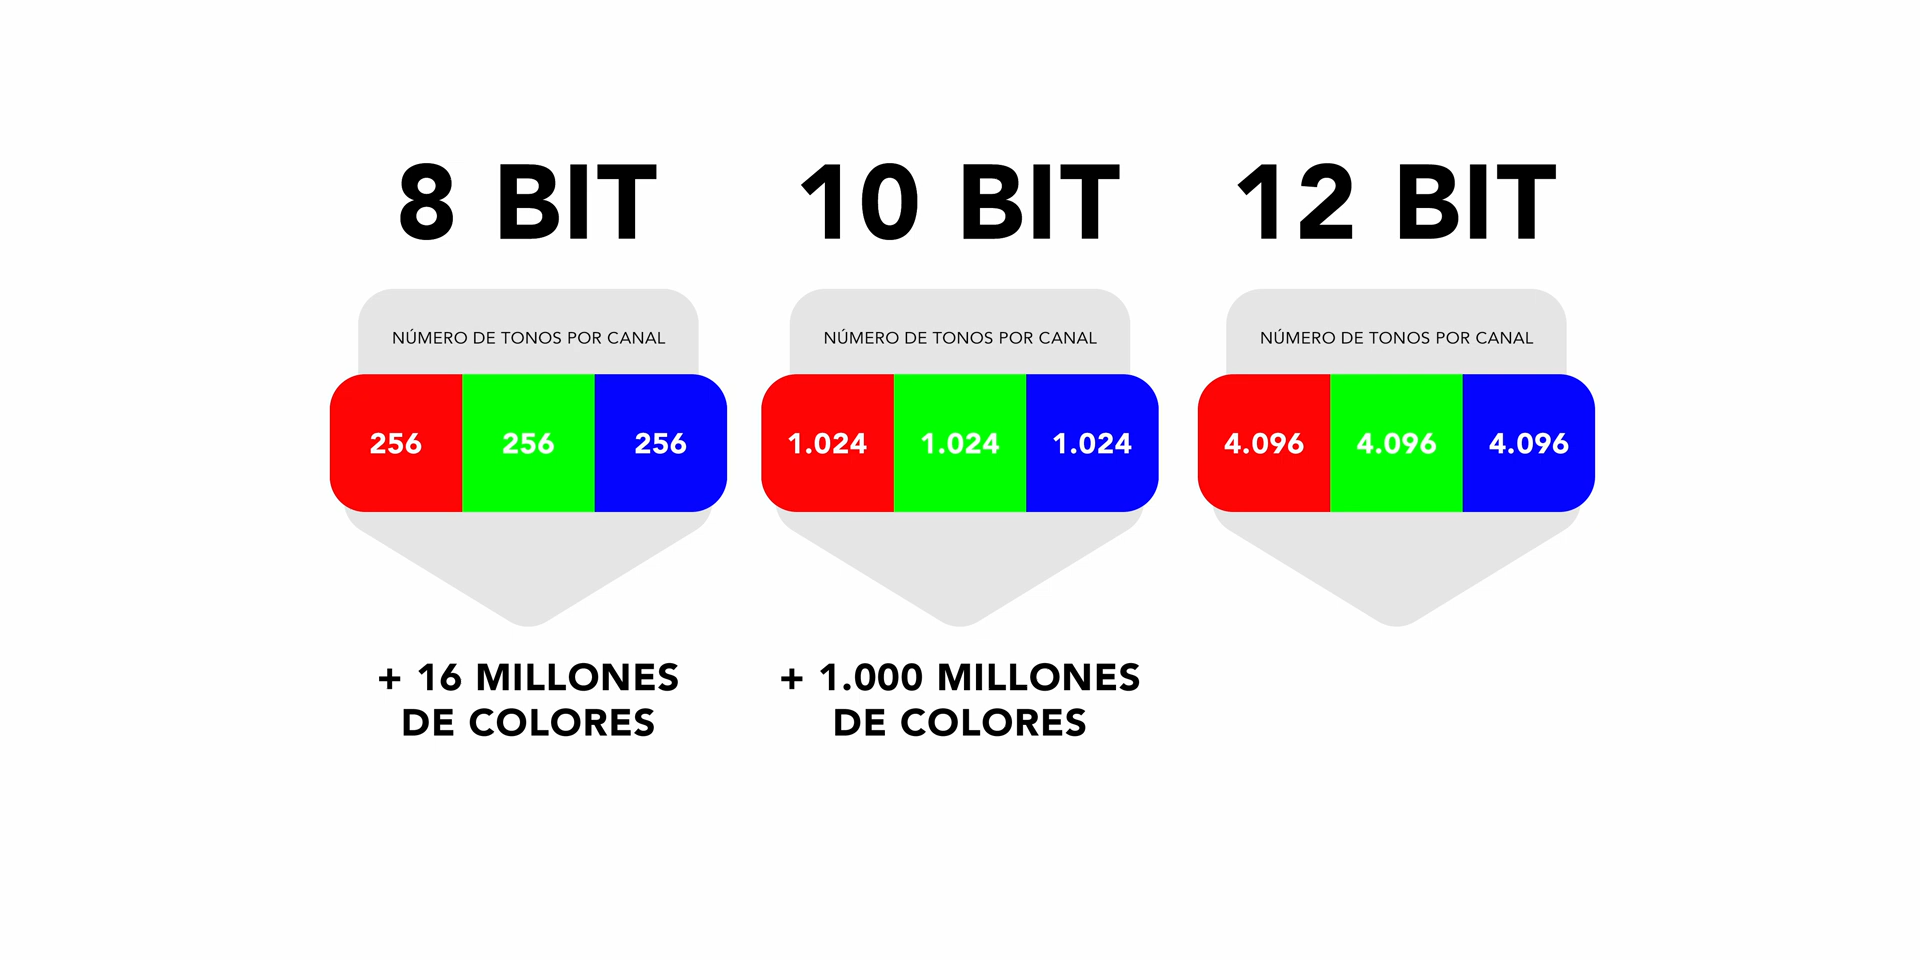 8 BIT
NÚMERO DE TONOS POR CANAL
256 256 256
+ 16 MILLONES
DE COLORES
10 BIT
NÚMERO DE TONOS POR CANAL
1.024 1.024 1.024
+ 1.000 MILLONES
DE COLORES
12 BIT
NÚMERO DE TONOS POR CANAL
4.096 4.096 4.096